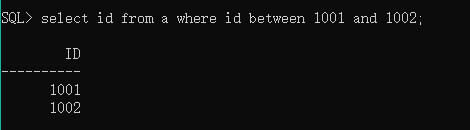 SQL> select id from a where id between 1001 and 1002;
ID
----------
1001
1002